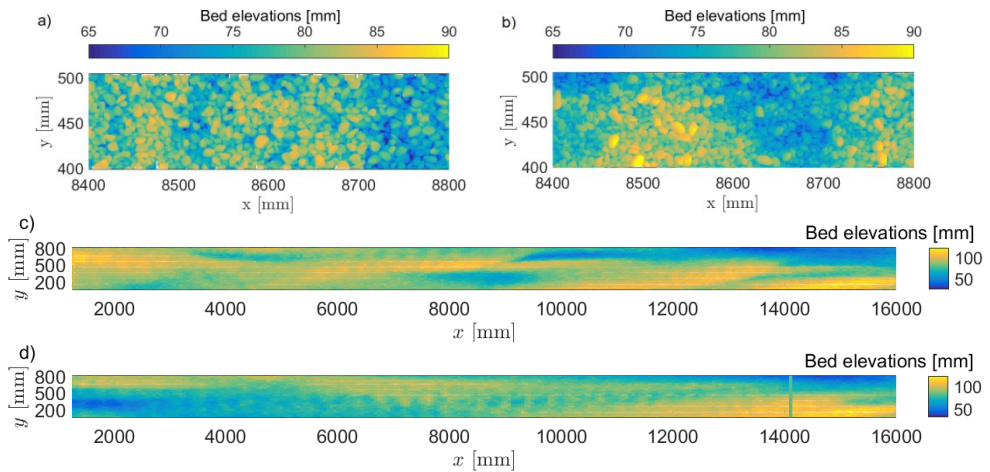 a)
Bed elevations [mm]
65 70 75 80 85 90
500
450
400
y [mm]
8400 8500 8600 8700 8800
x [mm]
b)
Bed elevations [mm]
65 70 75 80 85 90
500
450
400
y [mm]
8400 8500 8600 8700 8800
x [mm]
c)
Bed elevations [mm]
800
500
200
y [mm]
100
50
2000 4000 6000 8000 10000 12000 14000 16000
x [mm]
d)
Bed elevations [mm]
800
500
200
y [mm]
100
50
2000 4000 6000 8000 10000 12000 14000 16000
x [mm]